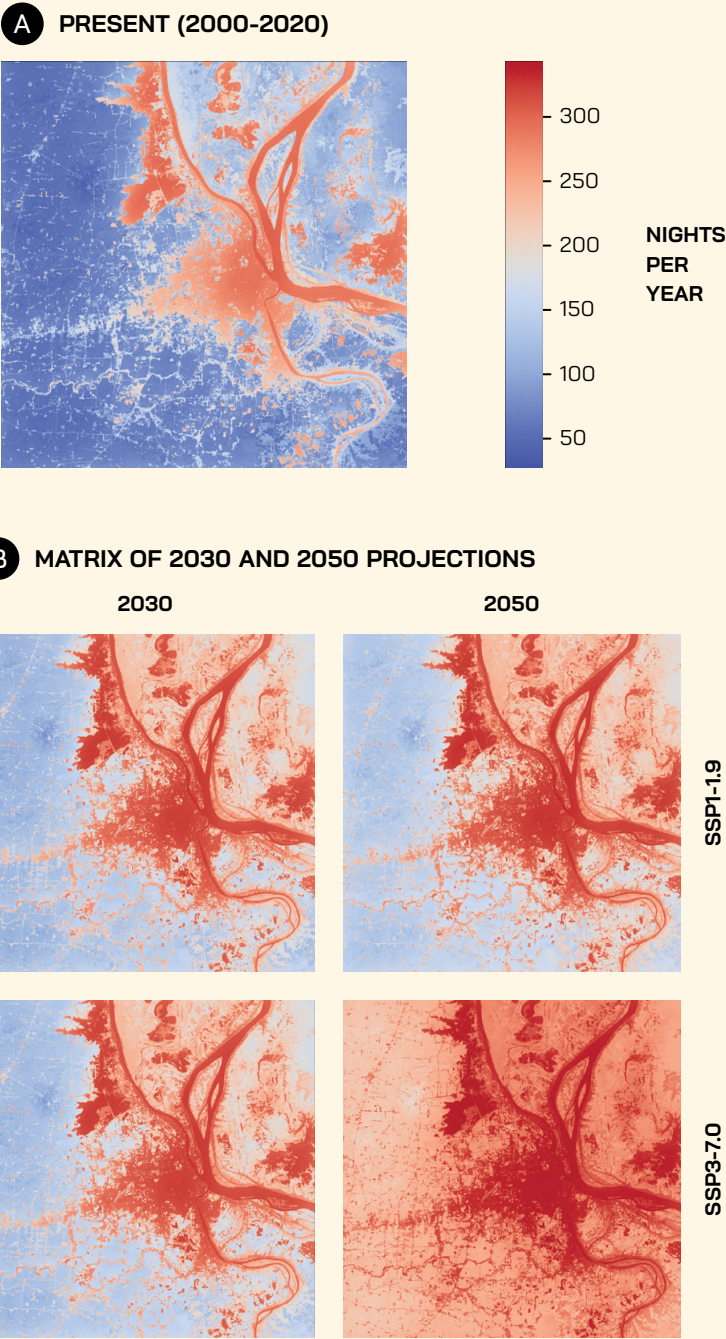 A PRESENT (2000-2020)
300
250
200
150
100
50
NIGHTS
PER
YEAR
B MATRIX OF 2030 AND 2050 PROJECTIONS
2030 2050
SSP1-1.9
SSP3-7.0